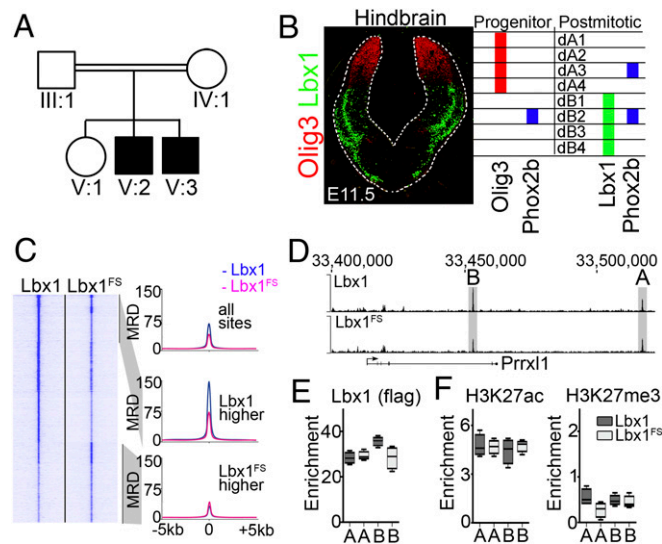 A
III:1
IV:1
V:1
V:2
V:3
B
Hindbrain
Olig3 Lbx1
E11.5
Progenitor
Postmitotic
dA1
dA2
dA3
dA4
dB1
dB2
dB3
dB4
Olig3
Phox2b
Lbx1
Phox2b
C
Lbx1 Lbx1FS
- Lbx1
- Lbx1FS
MRD
150
75
0
all
sites
MRD
150
75
0
Lbx1
higher
MRD
150
75
0
Lbx1FS
higher
-5kb 0 +5kb
D
33,400,000
33,450,000
33,500,000
Lbx1
B
A
Lbx1FS
Prrxl1
E
Lbx1 (flag)
Enrichment
40
20
0
A A B B
F
H3K27ac
Enrichment
6
3
0
A A B B
H3K27me3
Enrichment
2
1
0
A A B B
Lbx1
Lbx1FS